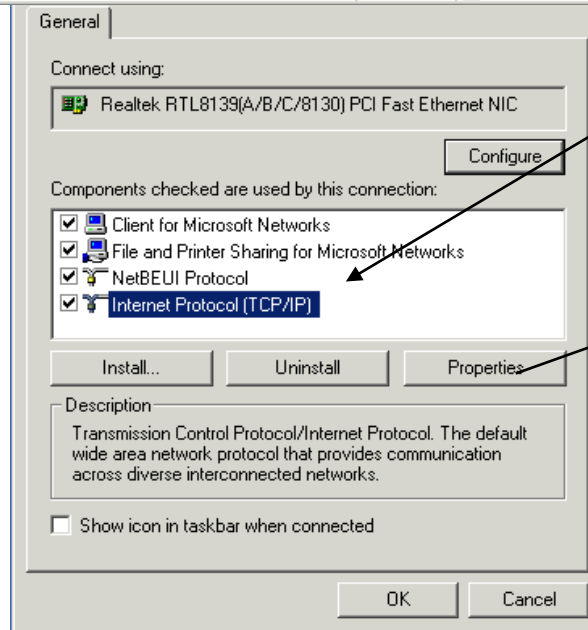 General
Connect using:
Realtek RTL8139(A/B/C/8130) PCI Fast Ethernet NIC
Configure
Components checked are used by this connection:
Client for Microsoft Networks
File and Printer Sharing for Microsoft Networks
NetBEUI Protocol
Internet Protocol (TCP/IP)
Install... Uninstall Properties
Description
Transmission Control Protocol/Internet Protocol. The default
wide area network protocol that provides communication
across diverse interconnected networks.
Show icon in taskbar when connected
OK Cancel